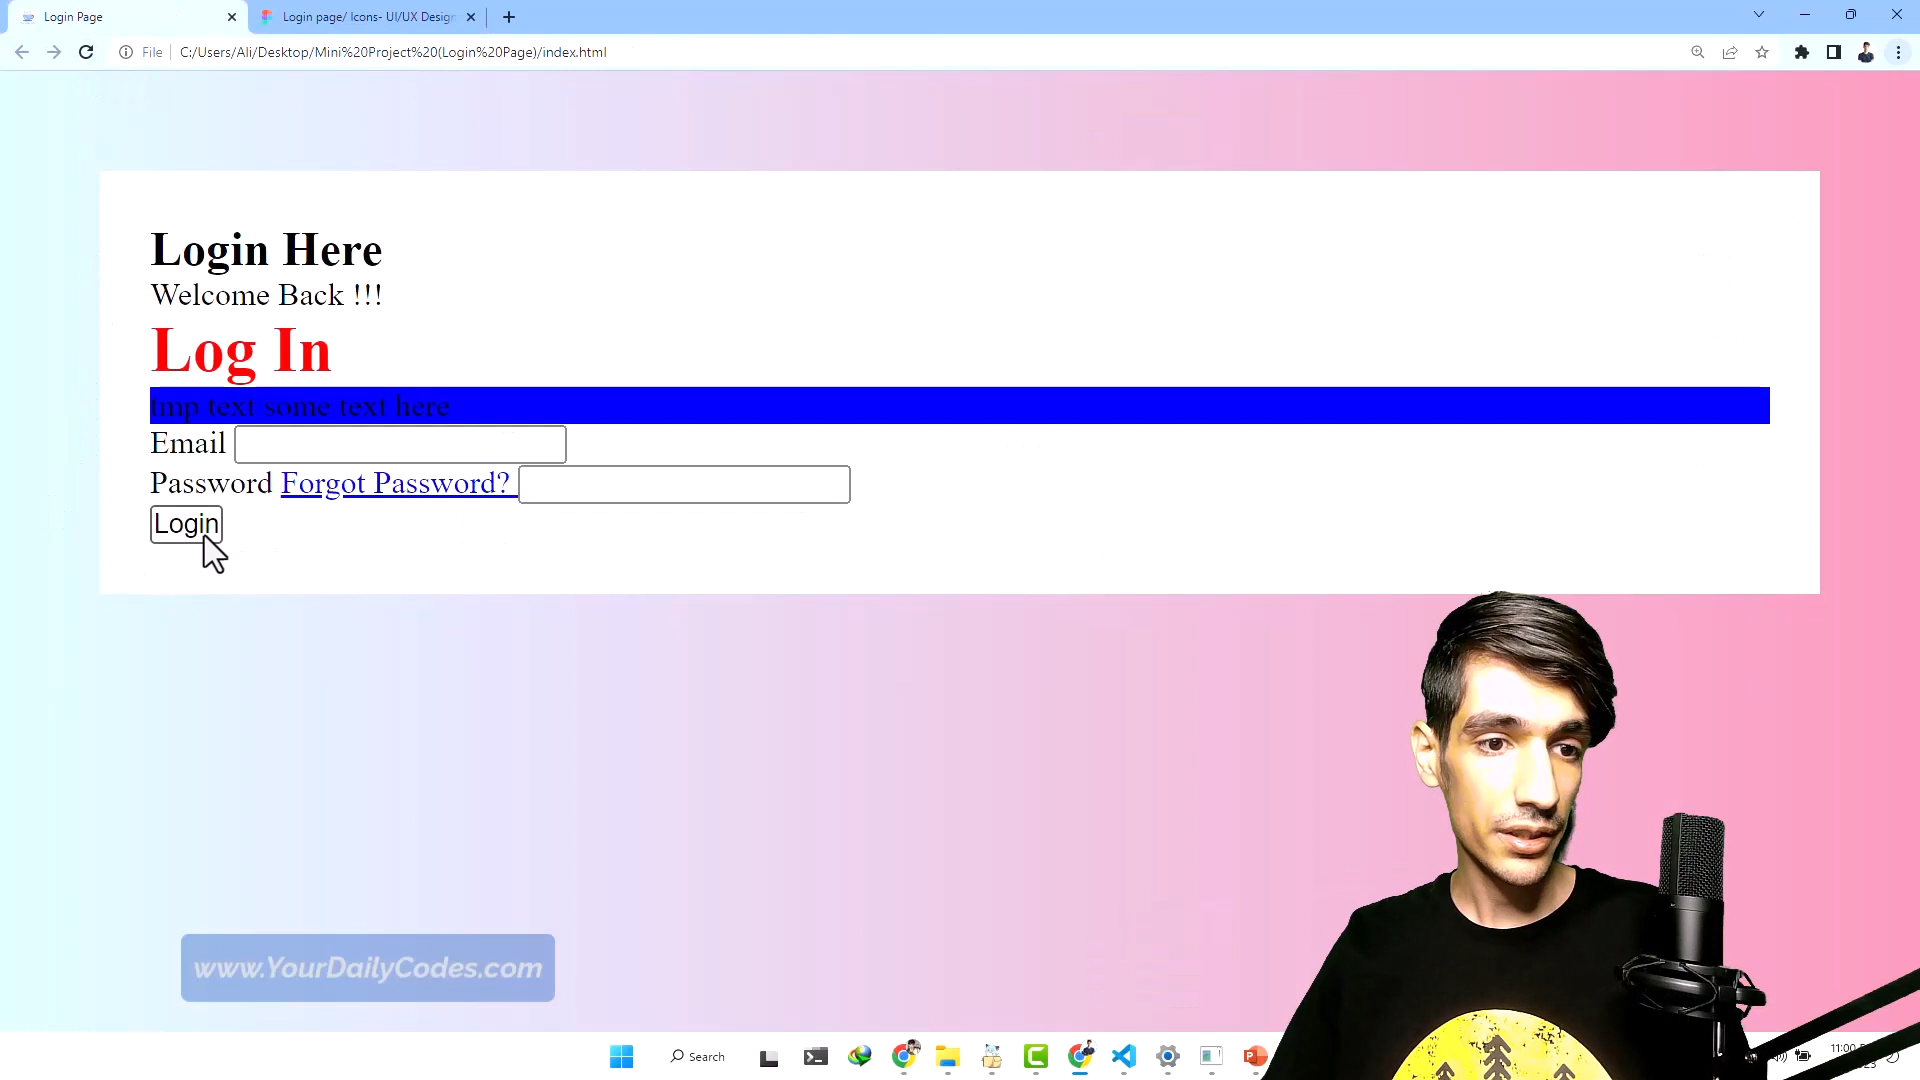 Login Page
Login page/ Icons- UI/UX Design
File
C:/Users/Ali/Desktop/Mini%20Project%20(Login%20Page)/index.html
Login Here
Welcome Back !!!
Log In
tmp text some text here
Email
Password Forgot Password?
Login
www.YourDailyCodes.com
Search
11:00